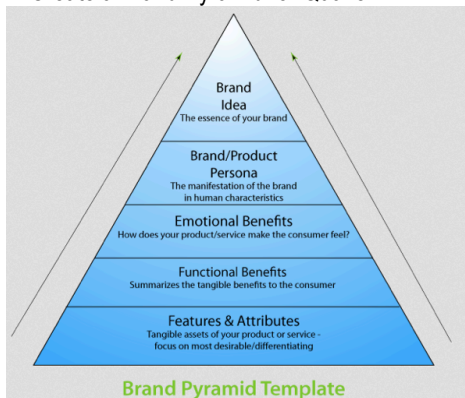 Brand
Idea
The essence of your brand
Brand/Product
Persona
The manifestation of the brand
in human characteristics
Emotional Benefits
How does your product/service make the consumer feel?
Functional Benefits
Summarizes the tangible benefits to the consumer
Features & Attributes
Tangible assets of your product or service -
focus on most desirable/differentiating
Brand Pyramid Template